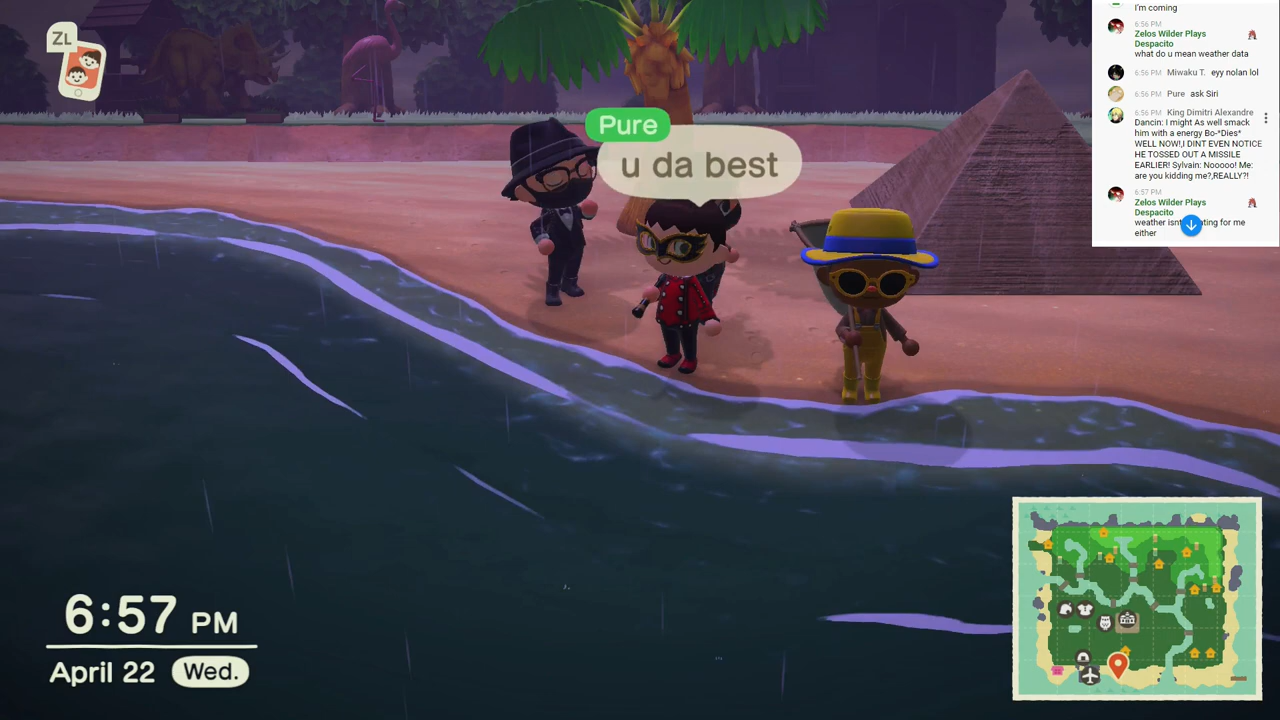 ZL
I'm coming
6:56 PM
Zelos Wilder Plays
Despacito
what do u mean weather data
6:56 PM Miwaku T. eyy nolan lol
6:56 PM Pure ask Siri
6:56 PM King Dimitri Alexandre
Dancin: I might As well smack
him with a energy Bo-*Dies*
WELL NOW!,I DINT EVEN NOTICE
HE TOSSED OUT A MISSILE
EARLIER! Sylvain: Nooooo! Me:
are you kidding me?,REALLY?!
6:57 PM
Zelos Wilder Plays
Despacito
weather for me
either
Pure
u da best
6:57 PM
April 22 Wed.